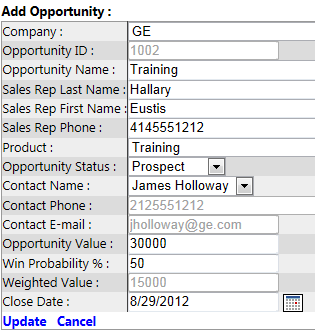 Add Opportunity :
Company : GE
Opportunity ID : 1002
Opportunity Name : Training
Sales Rep Last Name : Hallary
Sales Rep First Name : Eustis
Sales Rep Phone : 4145551212
Product : Training
Opportunity Status : Prospect
Contact Name : James Holloway
Contact Phone : 2125551212
Contact E-mail : jholloway@ge.com
Opportunity Value : 30000
Win Probability % : 50
Weighted Value : 15000
Close Date : 8/29/2012
Update Cancel